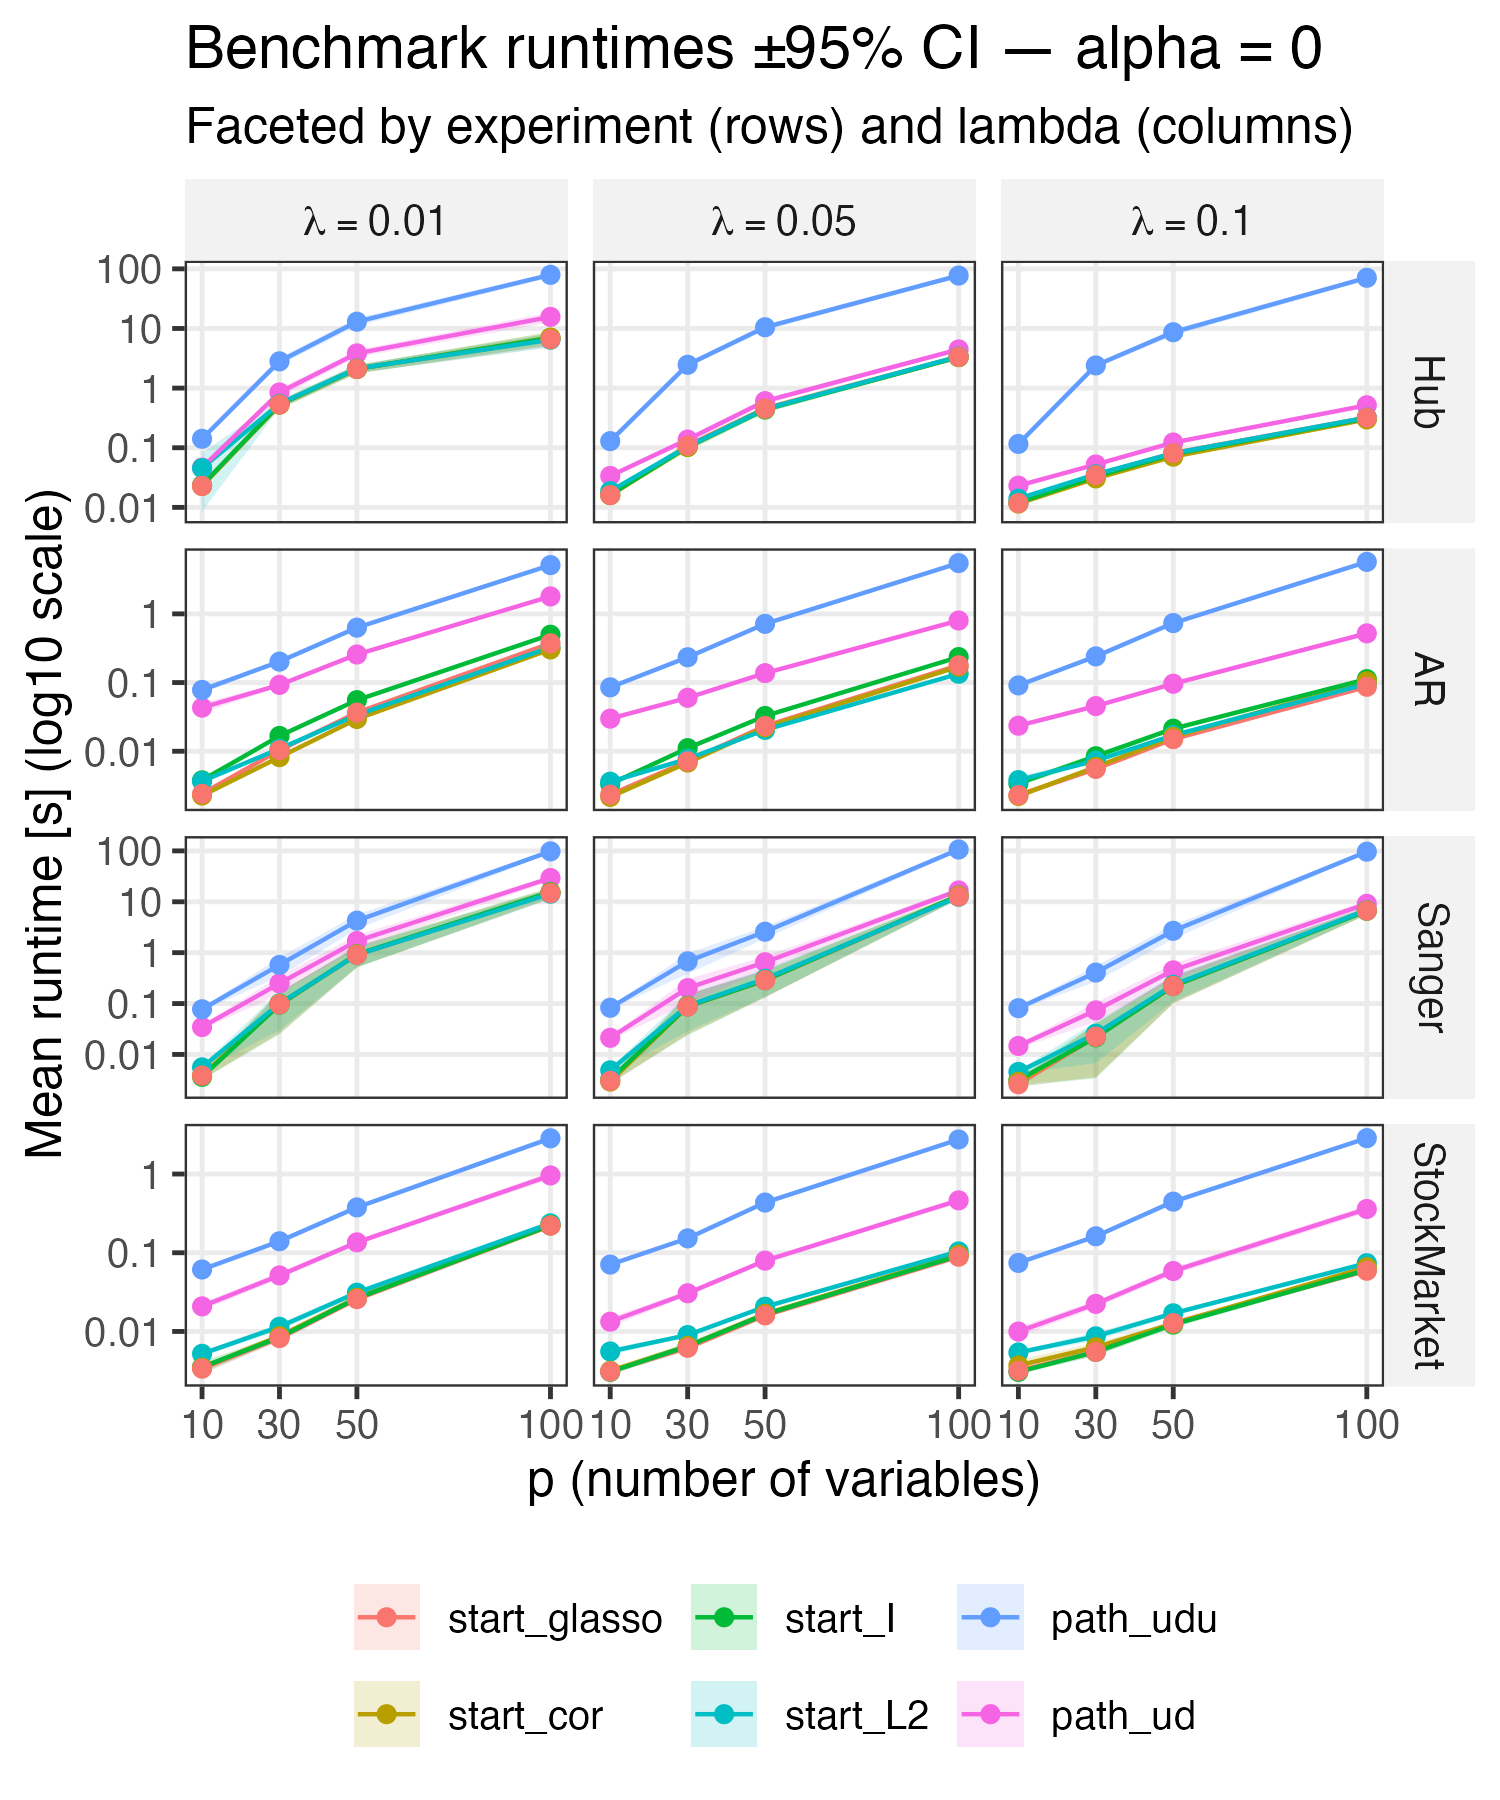 Benchmark runtimes ±95% CI — alpha = 0
Faceted by experiment (rows) and lambda (columns)
λ = 0.01
λ = 0.05
λ = 0.1
100
10
1
0.1
0.01
Hub
1
0.1
0.01
AR
100
10
1
0.1
0.01
Sanger
1
0.1
0.01
StockMarket
Mean runtime [s] (log10 scale)
10 30 50 100 10 30 50 100 10 30 50 100
p (number of variables)
start_glasso start_I path_udu
start_cor start_L2 path_ud